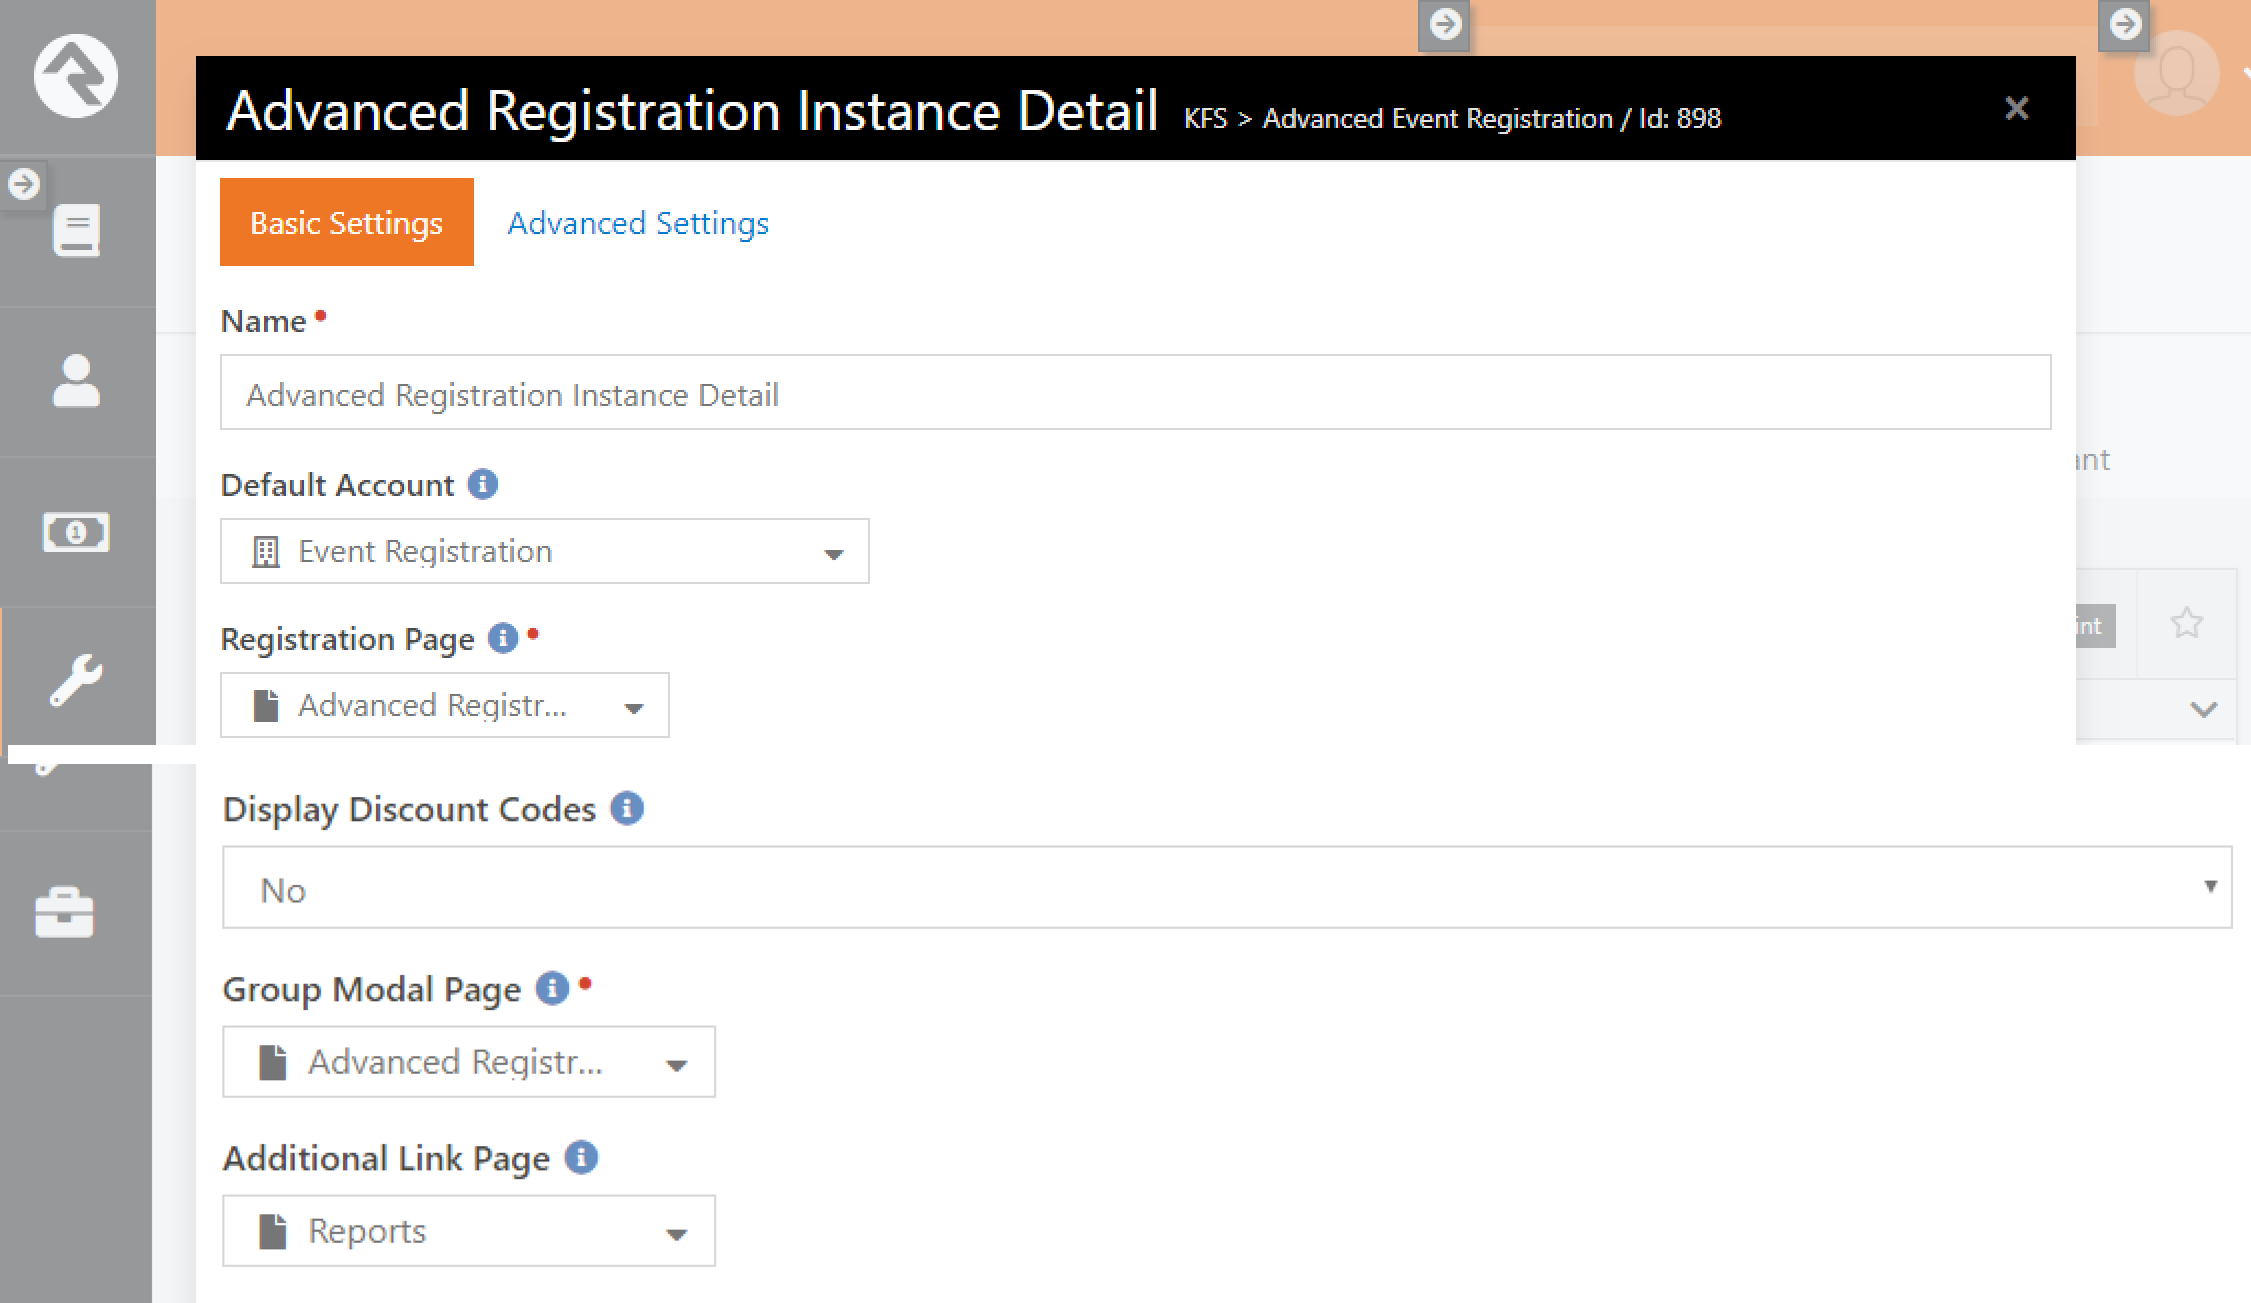 Advanced Registration Instance Detail KFS > Advanced Event Registration / Id: 898
Basic Settings Advanced Settings
Name
Advanced Registration Instance Detail
Default Account
Event Registration
Registration Page
Advanced Registr...
Display Discount Codes
No
Group Modal Page
Advanced Registr...
Additional Link Page
Reports